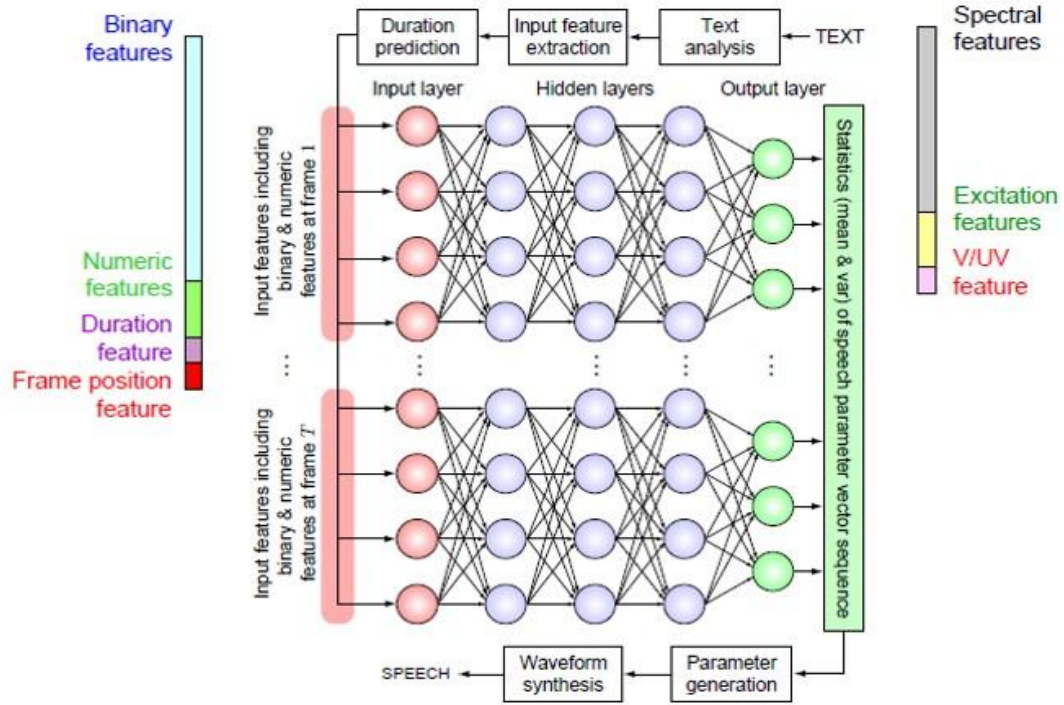 Binary
features
Numeric
features
Duration
feature
Frame position
feature
Duration
prediction
Input feature
extraction
Text
analysis
TEXT
Input layer
Hidden layers
Output layer
Input features including
binary & numeric
features at frame 1
...
...
...
...
Input features including
binary & numeric
features at frame T
Statistics (mean & var) of speech parameter vector sequence
SPEECH
Waveform
synthesis
Parameter
generation
Spectral
features
Excitation
features
V/UV
feature